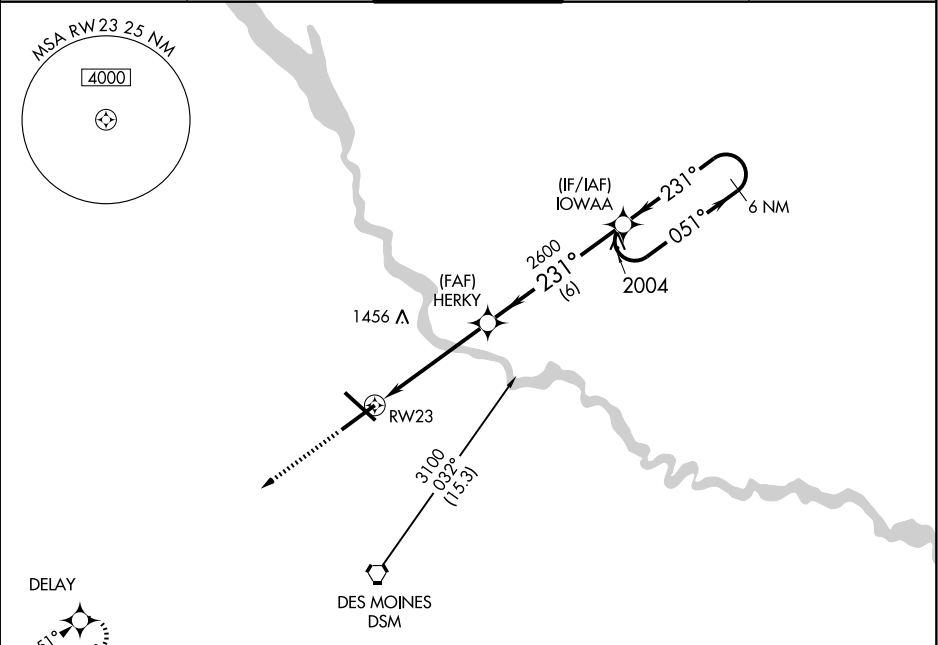 MSA RW23 25 NM
4000
(IF/IAF)
IOWAA
231°
051°
6 NM
2004
2600
231°
(6)
(FAF)
HERKY
1456
RW23
3100
032°
(15.3)
DES MOINES
DSM
DELAY